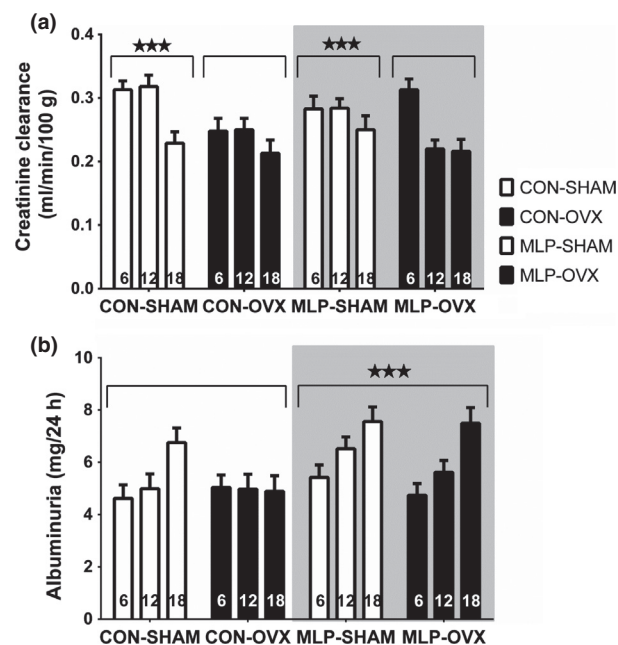 (a)
★★★ ★★★
Creatinine clearance
(ml/min/100 g)
0.4
0.3
0.2
0.1
0.0
6 12 18 6 12 18 6 12 18 6 12 18
CON-SHAM CON-OVX MLP-SHAM MLP-OVX
CON-SHAM
CON-OVX
MLP-SHAM
MLP-OVX
(b)
★★★
Albuminuria (mg/24 h)
10
8
6
4
2
0
6 12 18 6 12 18 6 12 18 6 12 18
CON-SHAM CON-OVX MLP-SHAM MLP-OVX